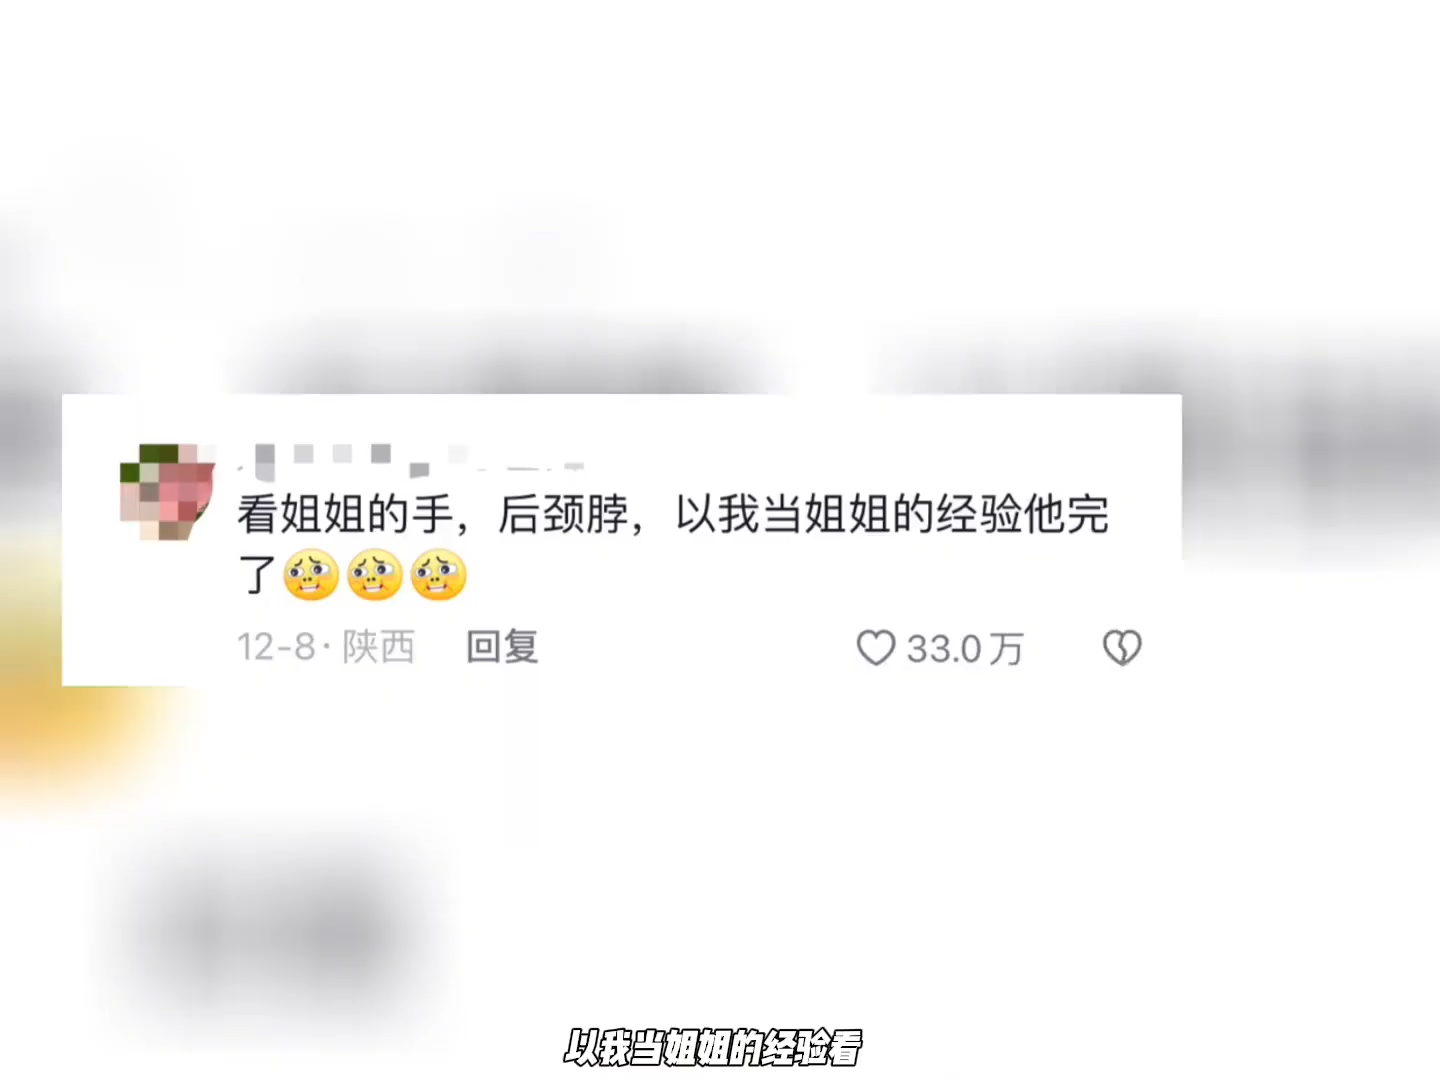 看姐姐的手，后颈脖，以我当姐姐的经验他完
了
12-8·陕西 回复 33.0万
以我当姐姐的经验看